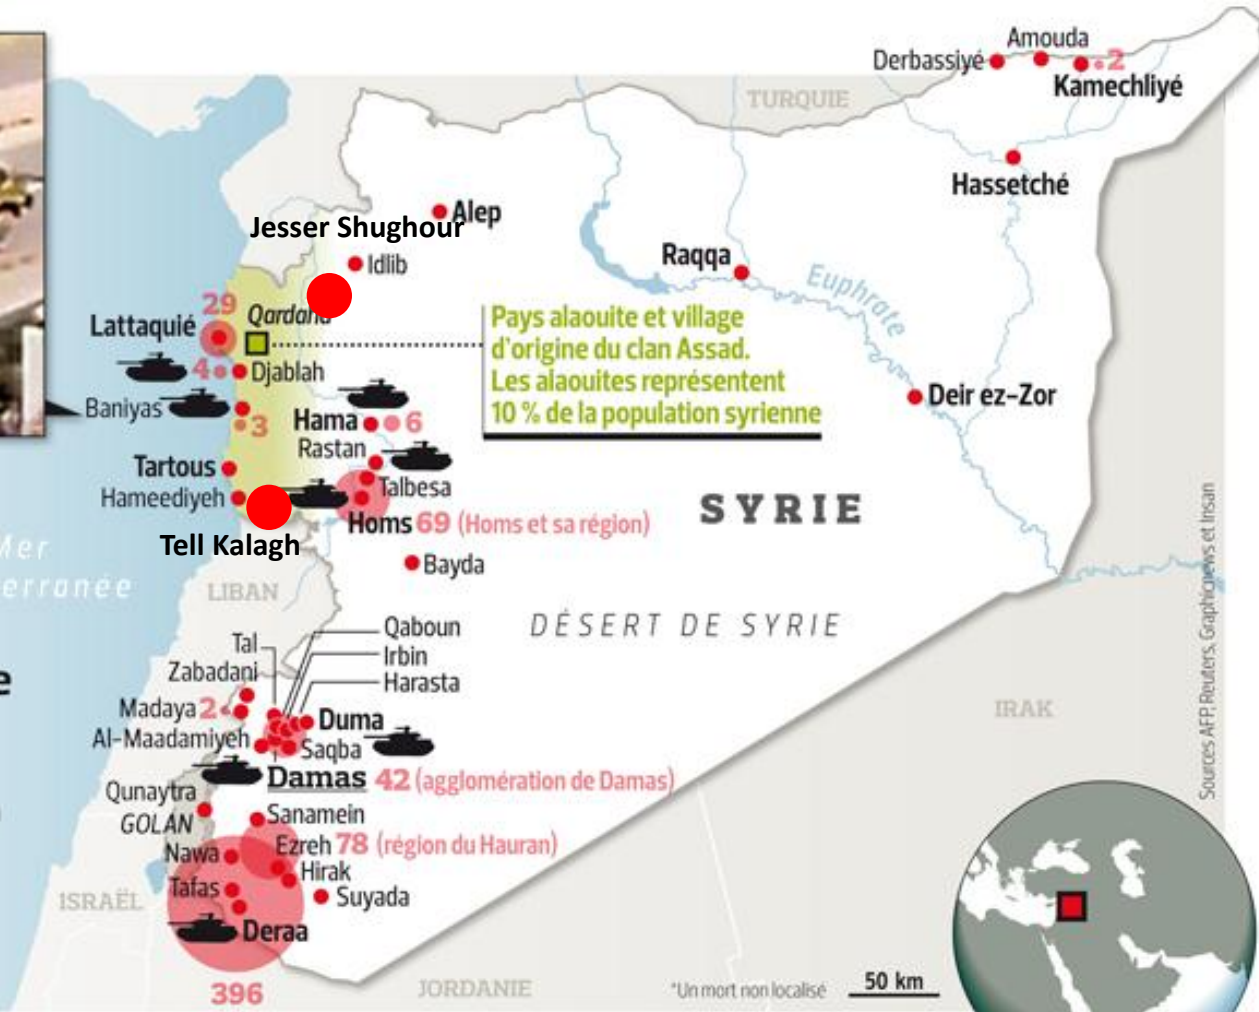 Amouda
Derbassiyé
2
Kamechliyé
TURQUIE
Hassetché
Alep
Jesser Shughour
Idlib
Raqqa
Euphrate
29
Qardaha
Lattaquié
Pays alaouite et village
d'origine du clan Assad.
Les alaouites représentent
10 % de la population syrienne
4
Djablah
Deir ez-Zor
Baniyas
3
Hama
6
Rastan
Tartous
Talbesa
Hameediyeh
SYRIE
Homs 69 (Homs et sa région)
Tell Kalagh
Mer
Bayda
LIBAN
DÉSERT DE SYRIE
Qaboun
Tal
Irbin
Zabadani
Harasta
Madaya 2
Duma
IRAK
Al-Maadamiyeh
Saqba
Damas 42 (agglomération de Damas)
Qunaytra
GOLAN
Sanamein
Ezreh 78 (région du Hauran)
Nawa
Hirak
Tafas
Suyada
ISRAËL
Deraa
396
JORDANIE
*Un mort non localisé
50 km
Sources AFP, Reuters, Graphicnews et Insan